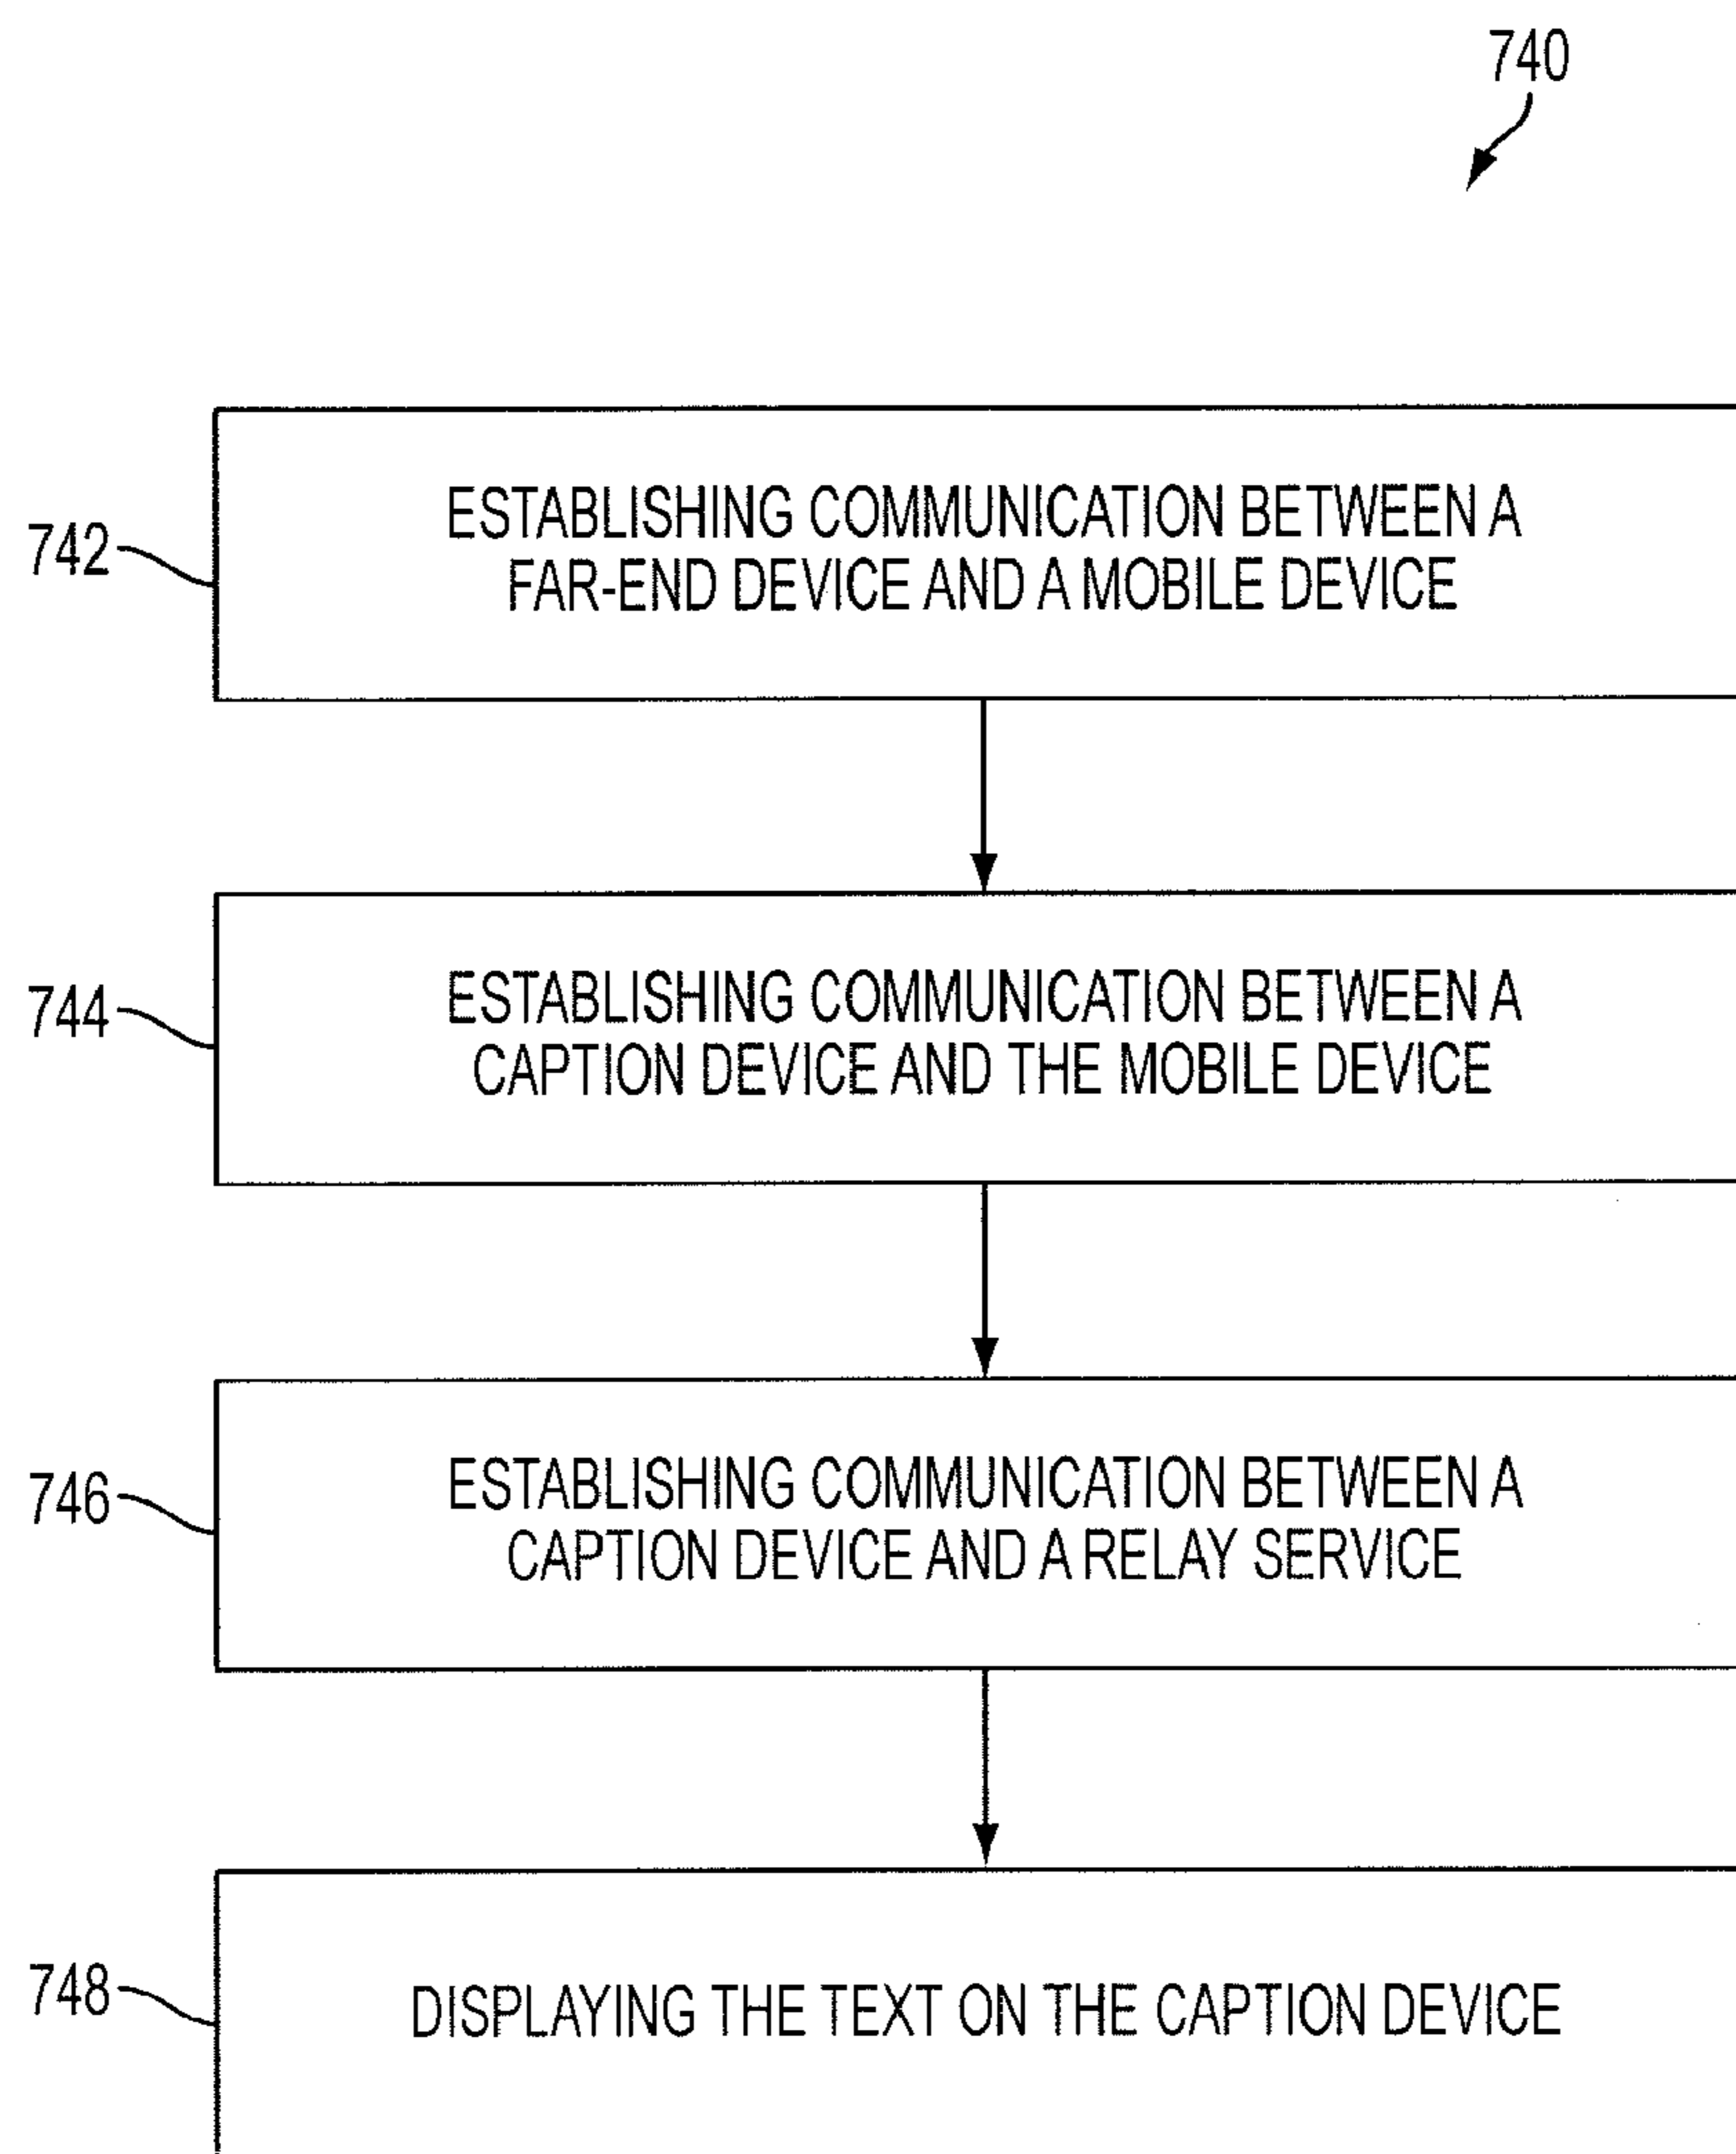 740
742
ESTABLISHING COMMUNICATION BETWEEN A
FAR-END DEVICE AND A MOBILE DEVICE
744
ESTABLISHING COMMUNICATION BETWEEN A
CAPTION DEVICE AND THE MOBILE DEVICE
746
ESTABLISHING COMMUNICATION BETWEEN A
CAPTION DEVICE AND A RELAY SERVICE
748
DISPLAYING THE TEXT ON THE CAPTION DEVICE